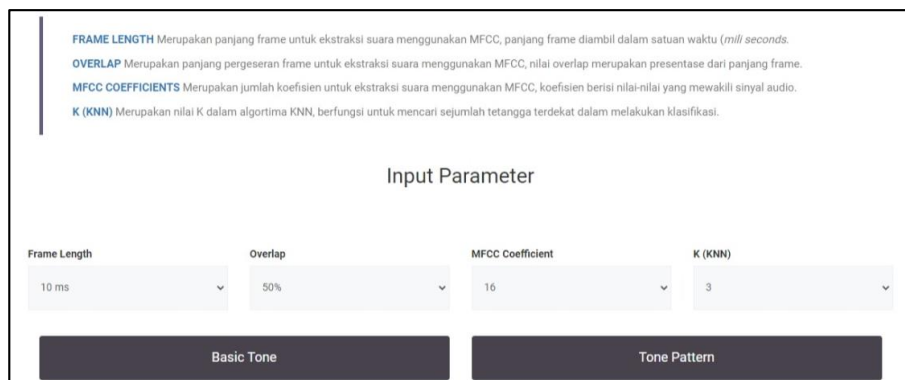 FRAME LENGTH Merupakan panjang frame untuk ekstraksi suara menggunakan MFCC, panjang frame diambil dalam satuan waktu (mili seconds.
OVERLAP Merupakan panjang pergeseran frame untuk ekstraksi suara menggunakan MFCC, nilai overlap merupakan presentase dari panjang frame.
MFCC COEFFICIENTS Merupakan jumlah koefisien untuk ekstraksi suara menggunakan MFCC, koefisien berisi nilai-nilai yang mewakili sinyal audio.
K (KNN) Merupakan nilai K dalam algortima KNN, berfungsi untuk mencari sejumlah tetangga terdekat dalam melakukan klasifikasi.
Input Parameter
Frame Length Overlap MFCC Coefficient K (KNN)
10 ms 50% 16 3
Basic Tone Tone Pattern